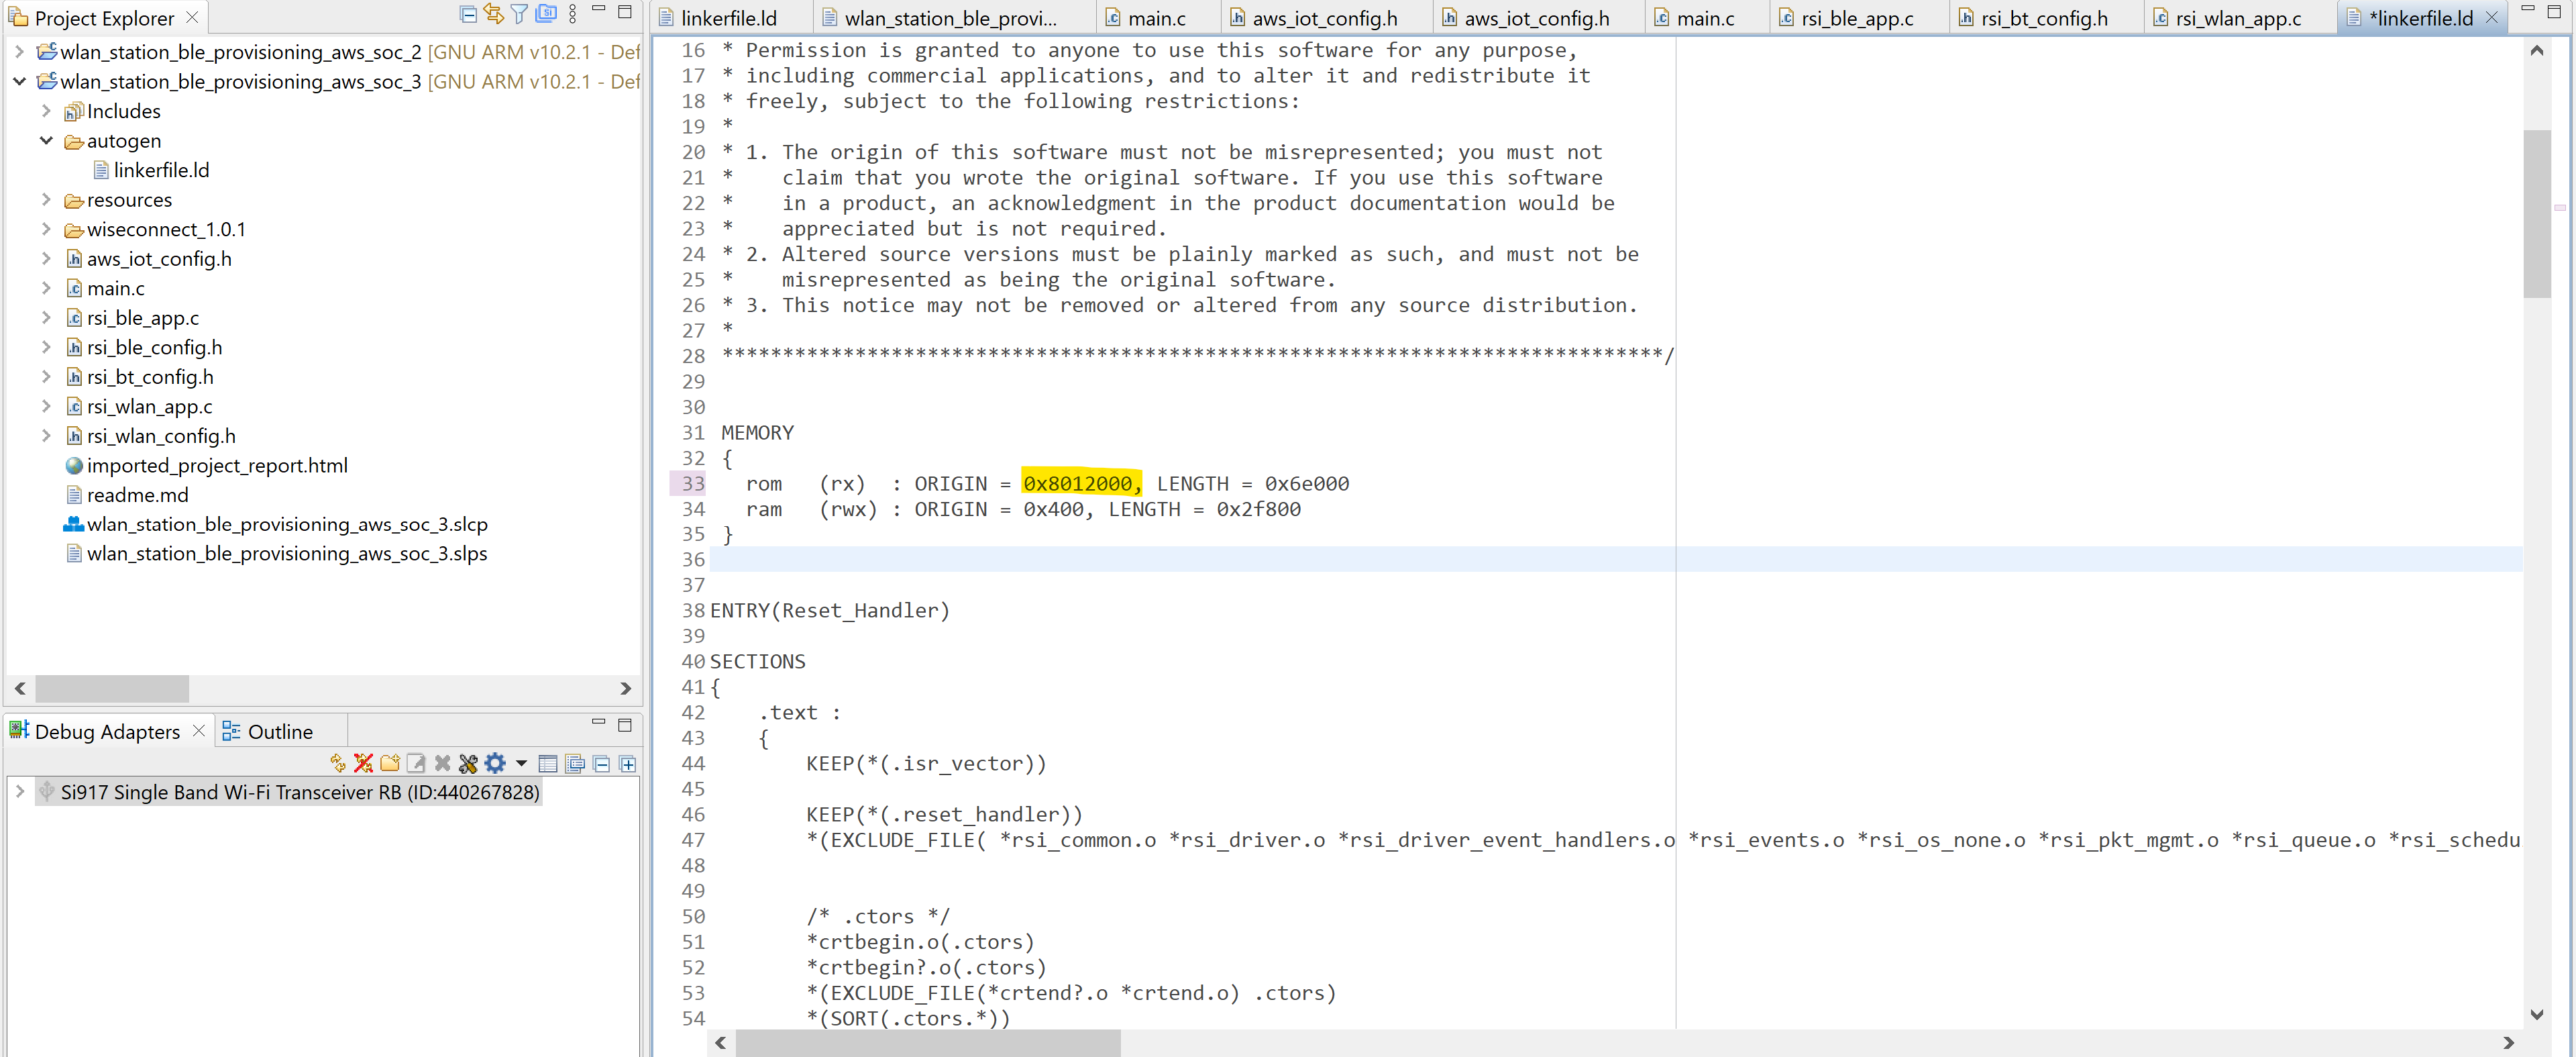 Project Explorer
wlan_station_ble_provisioning_aws_soc_2 [GNU ARM v10.2.1 - Def
wlan_station_ble_provisioning_aws_soc_3 [GNU ARM v10.2.1 - Def
Includes
autogen
linkerfile.ld
resources
wiseconnect_1.0.1
aws_iot_config.h
main.c
rsi_ble_app.c
rsi_ble_config.h
rsi_bt_config.h
rsi_wlan_app.c
rsi_wlan_config.h
imported_project_report.html
readme.md
wlan_station_ble_provisioning_aws_soc_3.slcp
wlan_station_ble_provisioning_aws_soc_3.slps
Debug Adapters Outline
Si917 Single Band Wi-Fi Transceiver RB (ID:440267828)
linkerfile.ld wlan_station_ble_provi... main.c aws_iot_config.h aws_iot_config.h main.c rsi_ble_app.c rsi_bt_config.h rsi_wlan_app.c *linkerfile.ld
16 * Permission is granted to anyone to use this software for any purpose,
17 * including commercial applications, and to alter it and redistribute it
18 * freely, subject to the following restrictions:
19 *
20 * 1. The origin of this software must not be misrepresented; you must not
21 *    claim that you wrote the original software. If you use this software
22 *    in a product, an acknowledgment in the product documentation would be
23 *    appreciated but is not required.
24 * 2. Altered source versions must be plainly marked as such, and must not be
25 *    misrepresented as being the original software.
26 * 3. This notice may not be removed or altered from any source distribution.
27 *
28 ******************************************************************************/
29
30
31 MEMORY
32 {
33   rom   (rx)  : ORIGIN = 0x8012000, LENGTH = 0x6e000
34   ram   (rwx) : ORIGIN = 0x400, LENGTH = 0x2f800
35 }
36
37
38 ENTRY(Reset_Handler)
39
40 SECTIONS
41 {
42     .text :
43     {
44         KEEP(*(.isr_vector))
45
46         KEEP(*(.reset_handler))
47         *(EXCLUDE_FILE( *rsi_common.o *rsi_driver.o *rsi_driver_event_handlers.o *rsi_events.o *rsi_os_none.o *rsi_pkt_mgmt.o *rsi_queue.o *rsi_schedu
48
49
50         /* .ctors */
51         *crtbegin.o(.ctors)
52         *crtbegin?.o(.ctors)
53         *(EXCLUDE_FILE(*crtend?.o *crtend.o) .ctors)
54         *(SORT(.ctors.*))